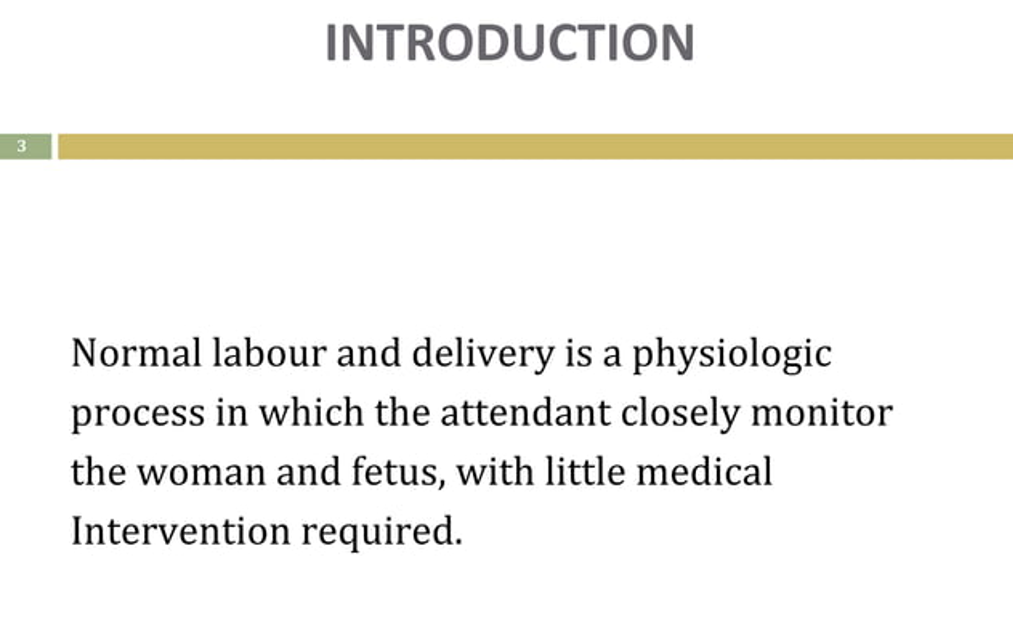 INTRODUCTION
3
Normal labour and delivery is a physiologic
process in which the attendant closely monitor
the woman and fetus, with little medical
Intervention required.